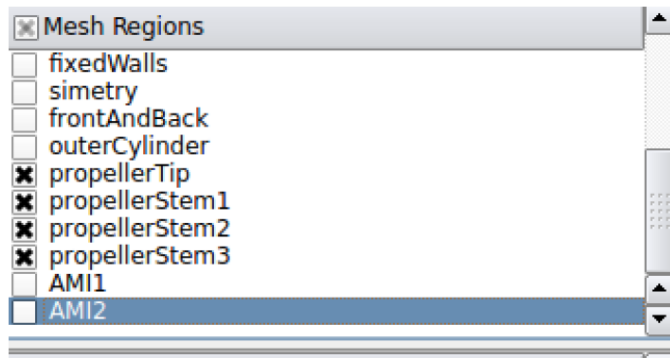 Mesh Regions
fixedWalls
simetry
frontAndBack
outerCylinder
propellerTip
propellerStem1
propellerStem2
propellerStem3
AMI1
AMI2